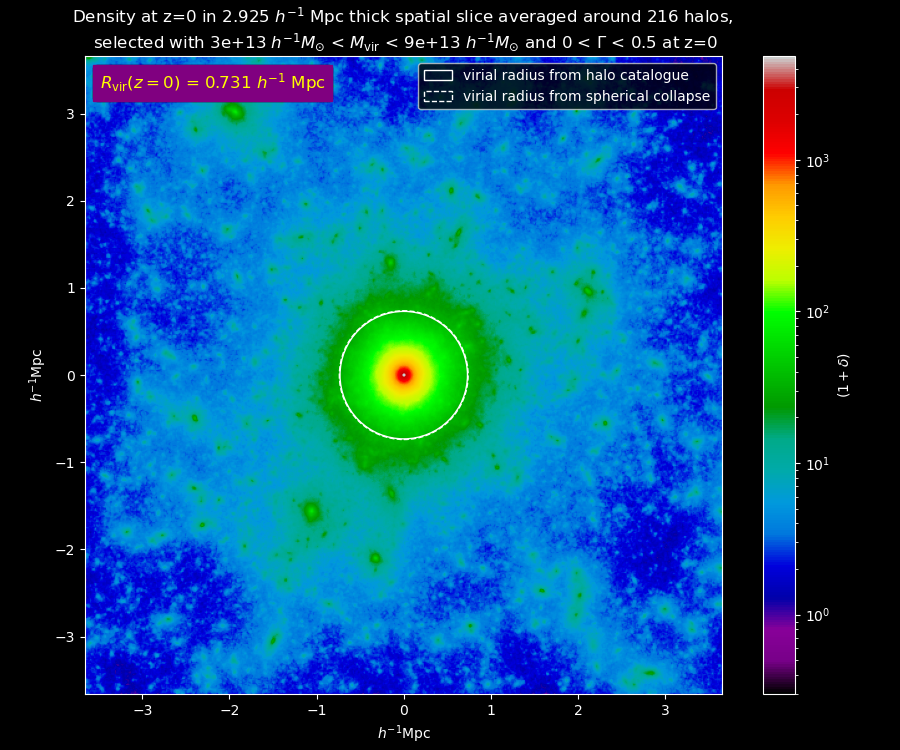 Density at z=0 in 2.925 h⁻¹ Mpc thick spatial slice averaged around 216 halos,
selected with 3e+13 h⁻¹M⊙ < Mvir < 9e+13 h⁻¹M⊙ and 0 < Γ < 0.5 at z=0
Rvir(z = 0) = 0.731 h⁻¹ Mpc
virial radius from halo catalogue
virial radius from spherical collapse
3
2
1
0
−1
−2
−3
h⁻¹Mpc
−3 −2 −1 0 1 2 3
h⁻¹Mpc
10³
10²
10¹
10⁰
(1 + δ)